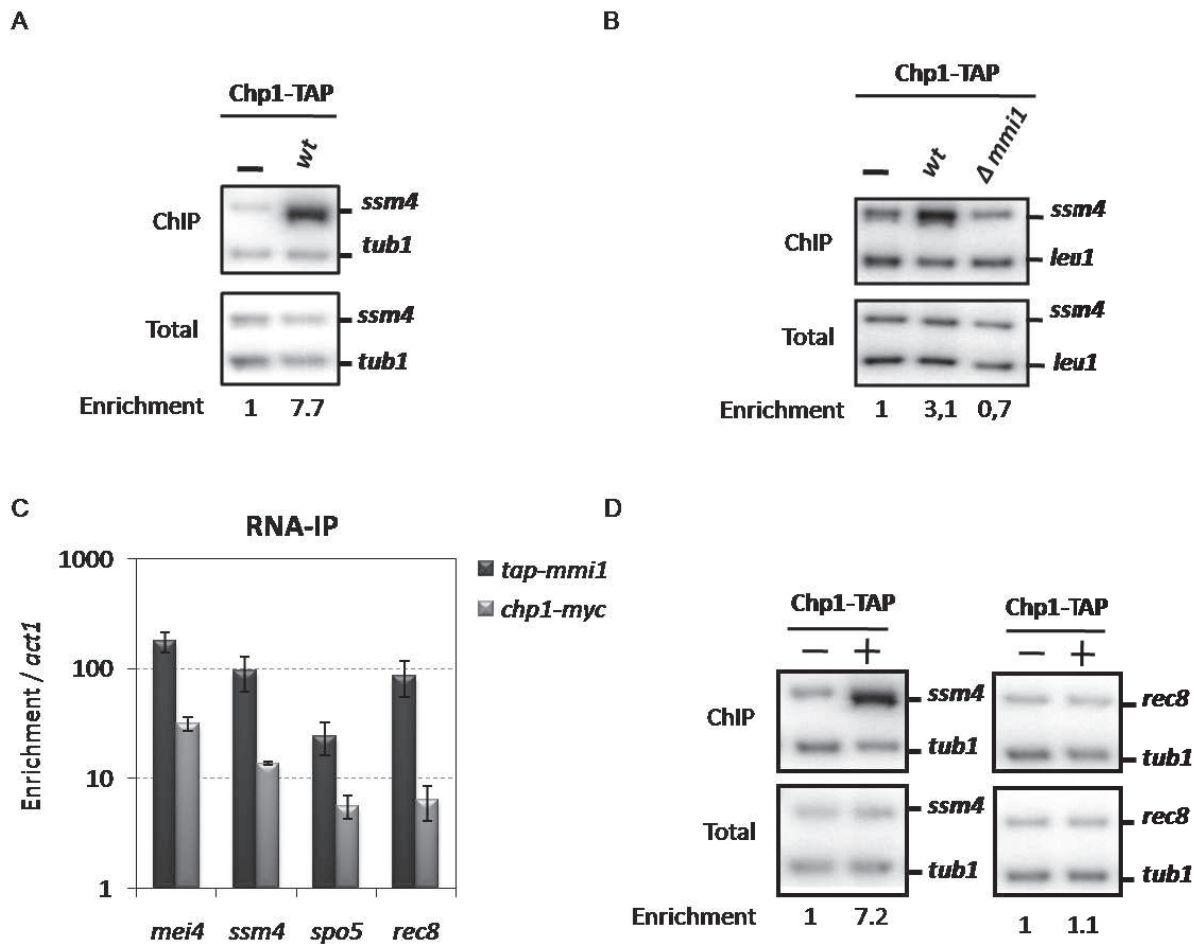 A
Chp1-TAP
– wt
ChIP
ssm4
tub1
Total
ssm4
tub1
Enrichment 1 7.7
B
Chp1-TAP
– wt Δ mmi1
ChIP
ssm4
leu1
Total
ssm4
leu1
Enrichment 1 3,1 0,7
C
RNA-IP
Enrichment / act1
1000
100
10
1
mei4 ssm4 spo5 rec8
tap-mmi1
chp1-myc
D
Chp1-TAP
– +
ChIP
ssm4
tub1
Total
ssm4
tub1
Enrichment 1 7.2
Chp1-TAP
– +
rec8
tub1
rec8
tub1
1 1.1